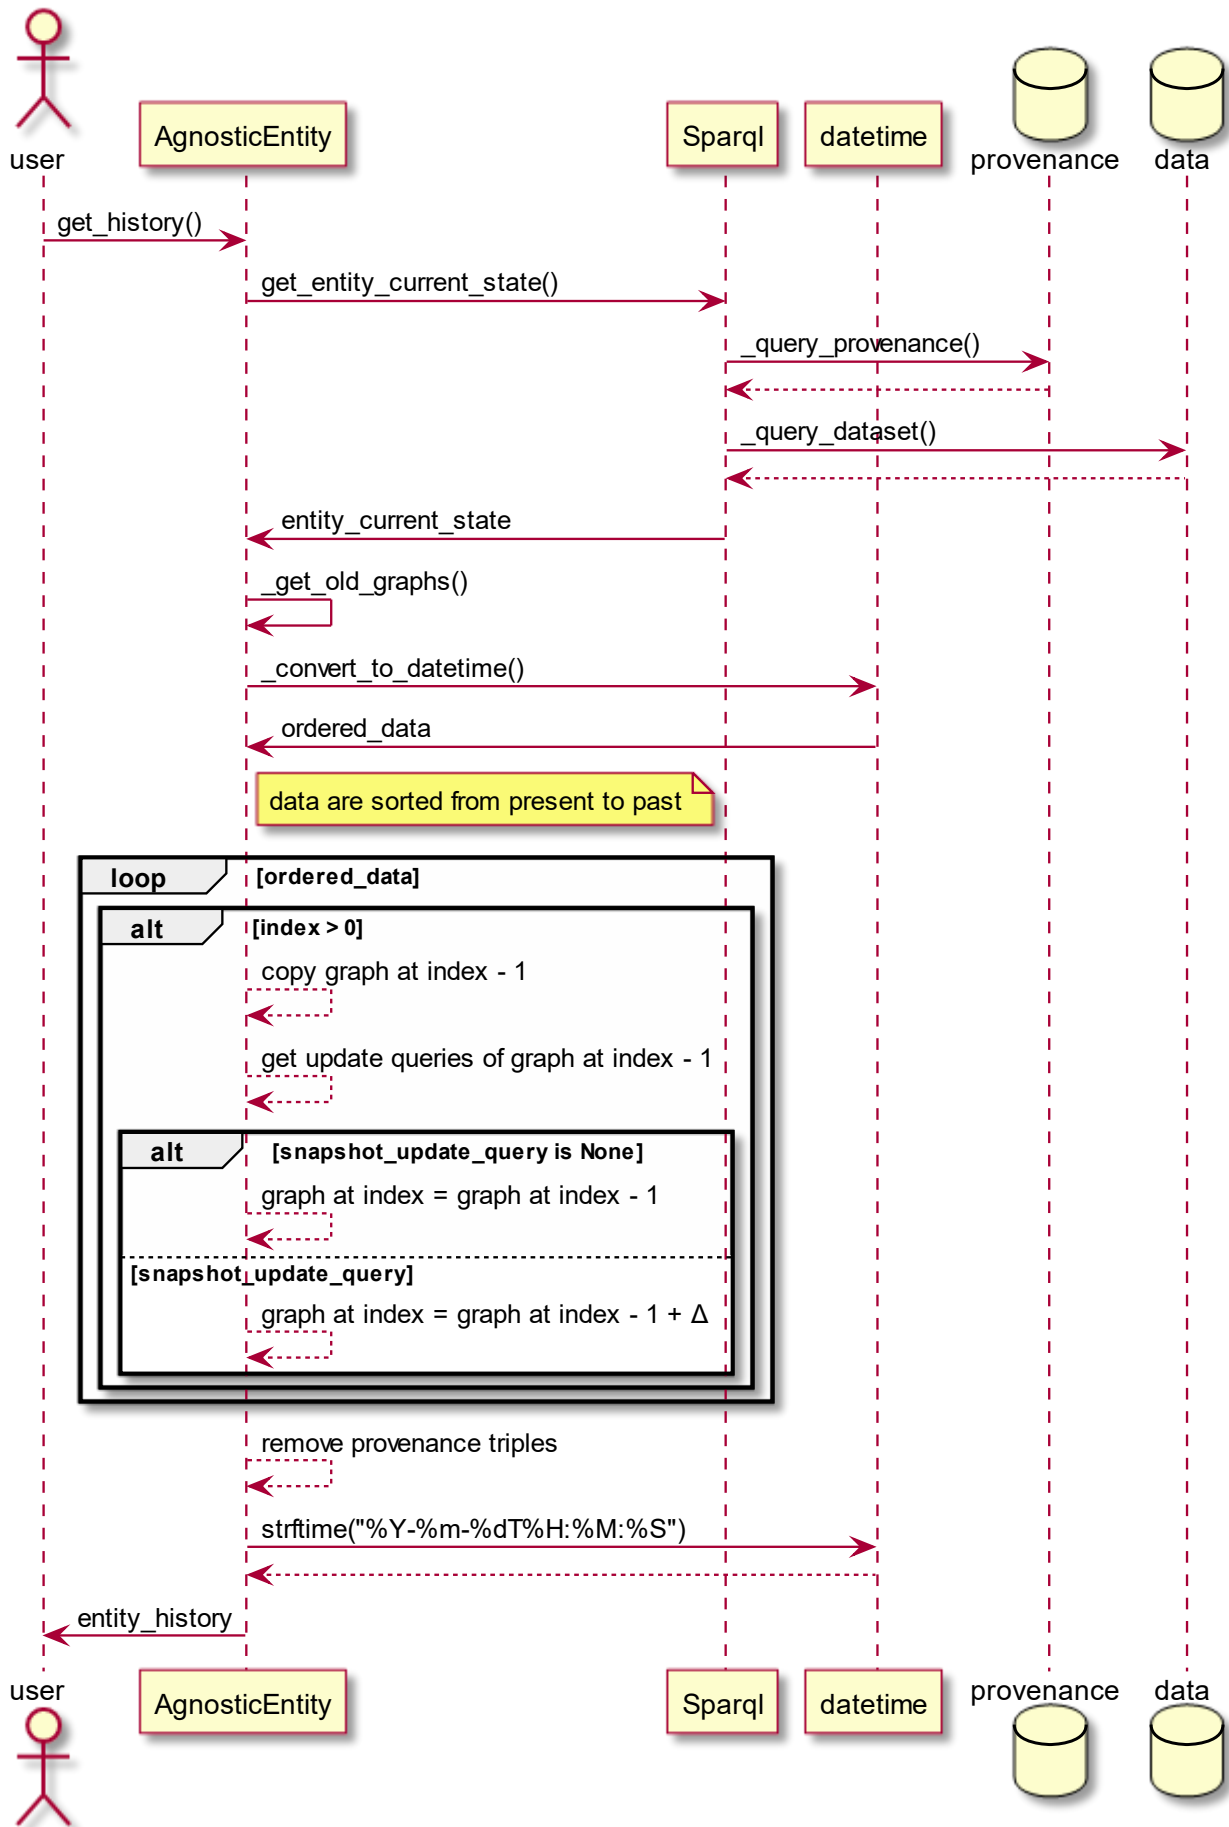 user
AgnosticEntity
Sparql
datetime
provenance
data
get_history()
get_entity_current_state()
_query_provenance()
_query_dataset()
entity_current_state
_get_old_graphs()
_convert_to_datetime()
ordered_data
data are sorted from present to past
loop [ordered_data]
alt [index > 0]
copy graph at index - 1
get update queries of graph at index - 1
alt [snapshot_update_query is None]
graph at index = graph at index - 1
[snapshot_update_query]
graph at index = graph at index - 1 + Δ
remove provenance triples
strftime("%Y-%m-%dT%H:%M:%S")
entity_history
user
AgnosticEntity
Sparql
datetime
provenance
data